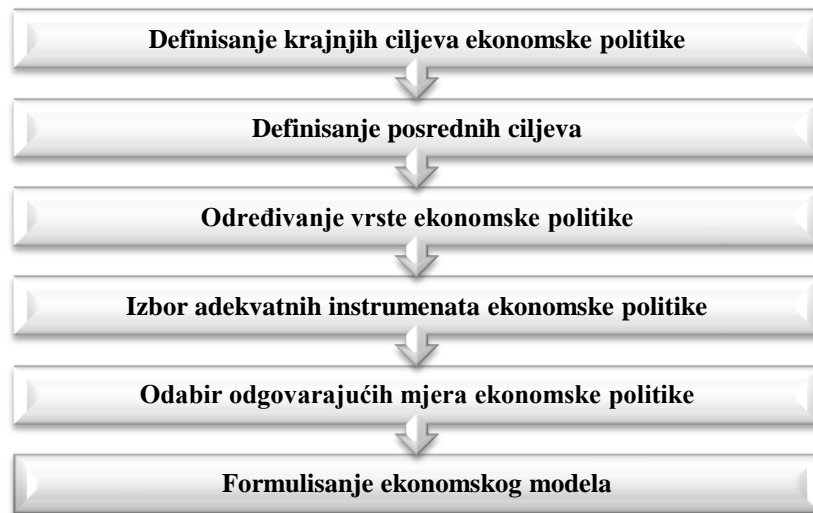 Definisanje krajnjih ciljeva ekonomske politike
Definisanje posrednih ciljeva
Određivanje vrste ekonomske politike
Izbor adekvatnih instrumenata ekonomske politike
Odabir odgovarajućih mjera ekonomske politike
Formulisanje ekonomskog modela